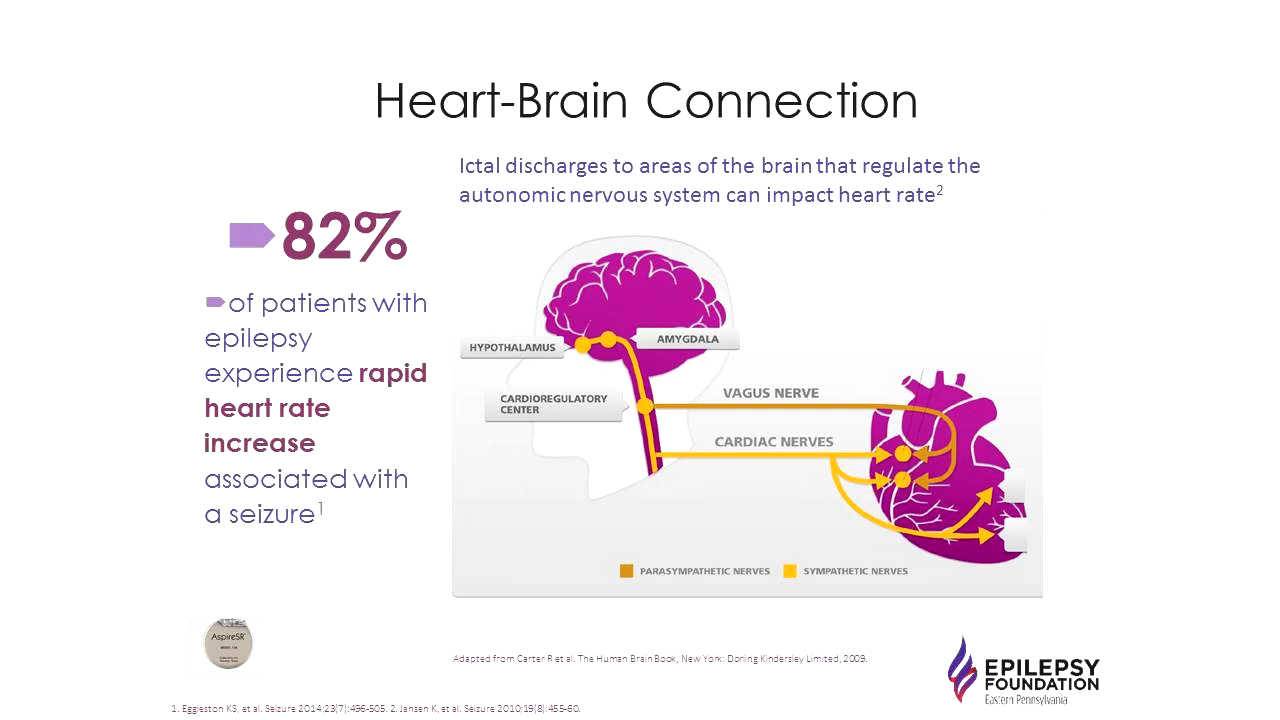 Heart-Brain Connection
Ictal discharges to areas of the brain that regulate the
autonomic nervous system can impact heart rate2
82%
of patients with
epilepsy
experience rapid
heart rate
increase
associated with
a seizure1
HYPOTHALAMUS
AMYGDALA
CARDIOREGULATORY
CENTER
VAGUS NERVE
CARDIAC NERVES
PARASYMPATHETIC NERVES
SYMPATHETIC NERVES
AspireSR
Adapted from Carter R et al. The Human Brain Book, New York: Dorling Kindersley Limited, 2009.
EPILEPSY
FOUNDATION
Eastern Pennsylvania
1. Eggleston KS, et al. Seizure 2014;23(7):496-505. 2. Jansen K, et al. Seizure 2010;19(8):455-60.